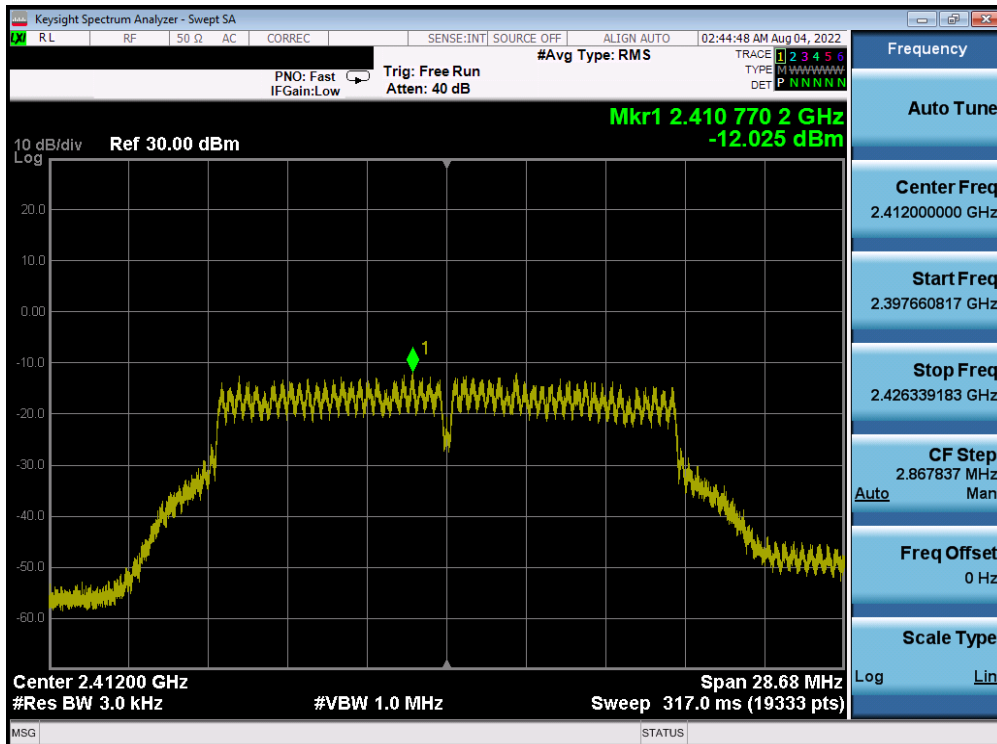 Keysight Spectrum Analyzer - Swept SA
LXI RL RF 50 Ω AC CORREC SENSE:INT SOURCE OFF ALIGN AUTO 02:44:48 AM Aug 04, 2022
#Avg Type: RMS
TRACE 1 2 3 4 5 6
PNO: Fast Trig: Free Run
TYPE M W W W W W
IFGain:Low Atten: 40 dB
DET P N N N N N
Mkr1 2.410 770 2 GHz
-12.025 dBm
10 dB/div Ref 30.00 dBm
Log
20.0
10.0
0.00
1
-10.0
-20.0
-30.0
-40.0
-50.0
-60.0
Center 2.41200 GHz Span 28.68 MHz
#Res BW 3.0 kHz #VBW 1.0 MHz Sweep 317.0 ms (19333 pts)
MSG STATUS
Frequency
Auto Tune
Center Freq
2.412000000 GHz
Start Freq
2.397660817 GHz
Stop Freq
2.426339183 GHz
CF Step
2.867837 MHz
Auto Man
Freq Offset
0 Hz
Scale Type
Log Lin